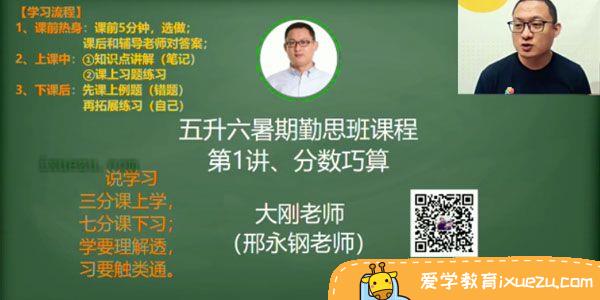 【学习流程】
1、课前热身：课前5分钟，选做；
课后和辅导老师对答案；
2、上课中：①知识点讲解（笔记）
②课上习题练习
3、下课后：先课上例题（错题）
再拓展练习（自己）
五升六暑期勤思班课程
第1讲、分数巧算
大刚老师
（邢永钢老师）
ixuezu.com
说学习
三分课上学，
七分课下习；
学要理解透，
习要触类通。
爱学教育ixuezu.com